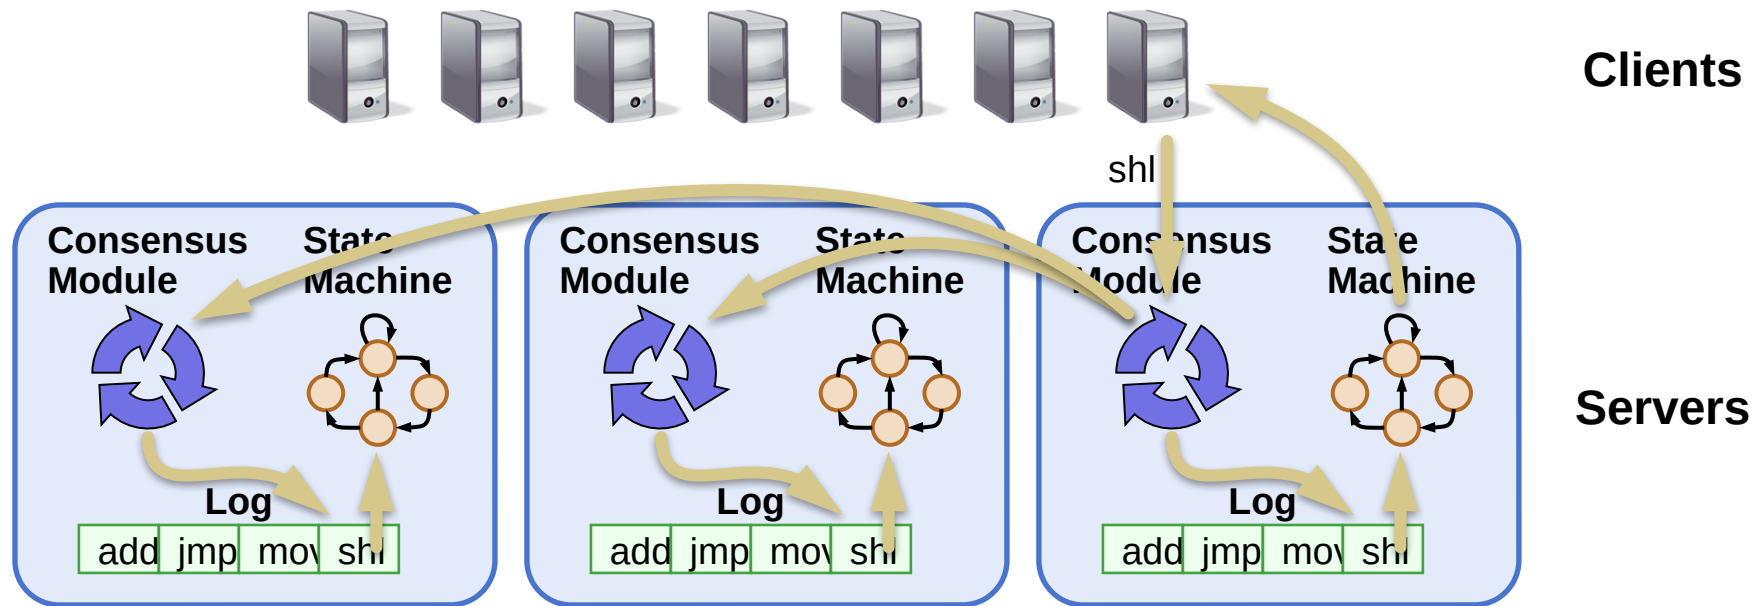 Clients
shl
Consensus Module
State Machine
Consensus Module
State Machine
Consensus Module
State Machine
Servers
Log
Log
Log
add jmp mov shl
add jmp mov shl
add jmp mov shl